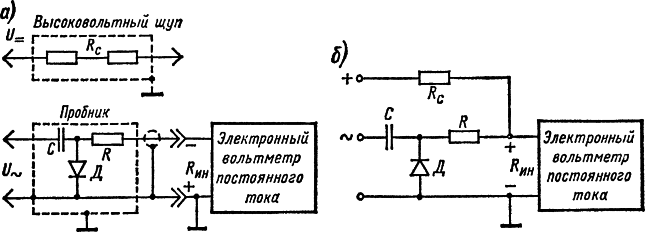 а)
Высоковольтный щуп
U=
Rс
Пробник
C
R
Д
U~
−
Rин
+
Электронный
вольтметр
постоянного
тока
б)
+
Rс
~
C
R
Д
+
Rин
−
Электронный
вольтметр
постоянного
тока